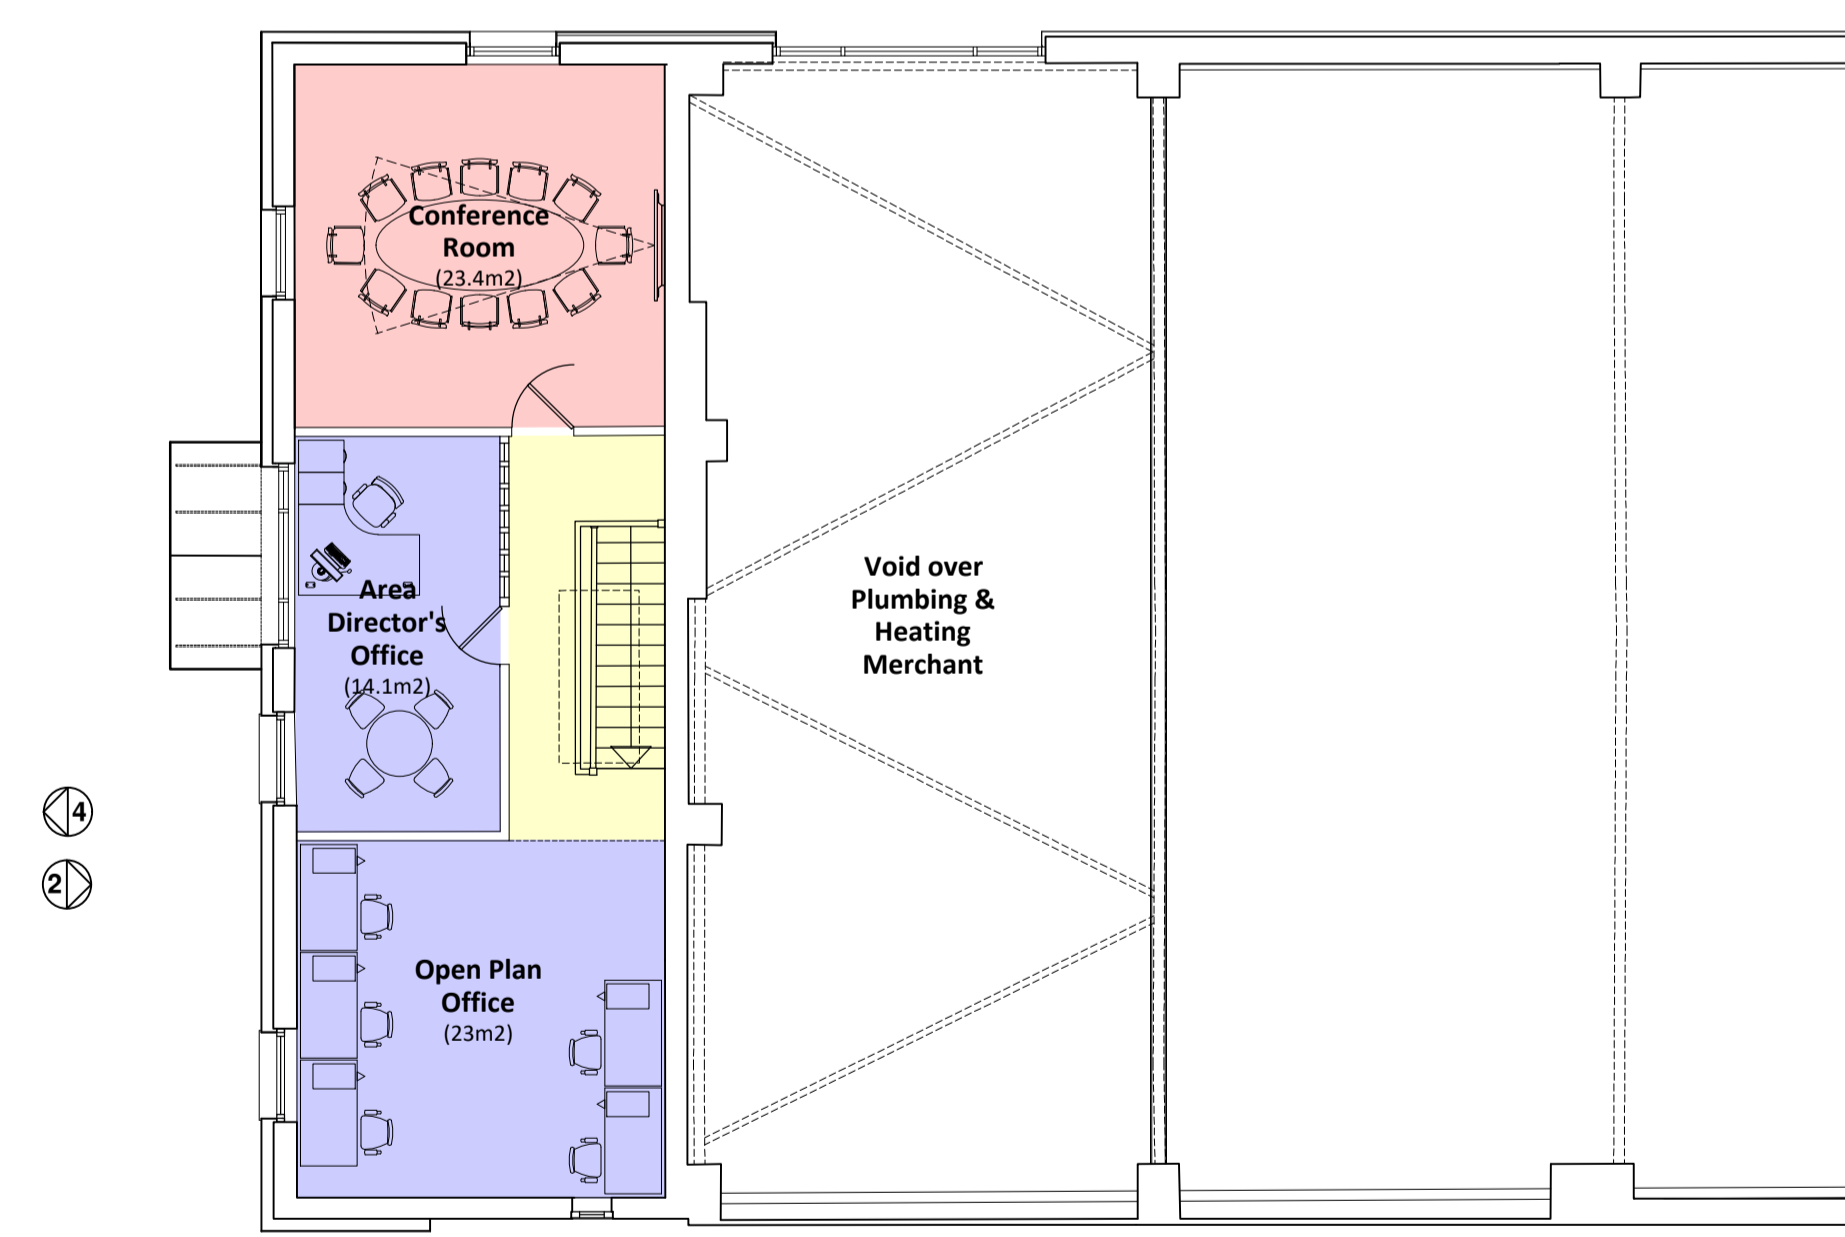 Conference
Room
(23.4m2)
Area
Director's
Office
(14.1m2)
Void over
Plumbing &
Heating
Merchant
4
2
Open Plan
Office
(23m2)